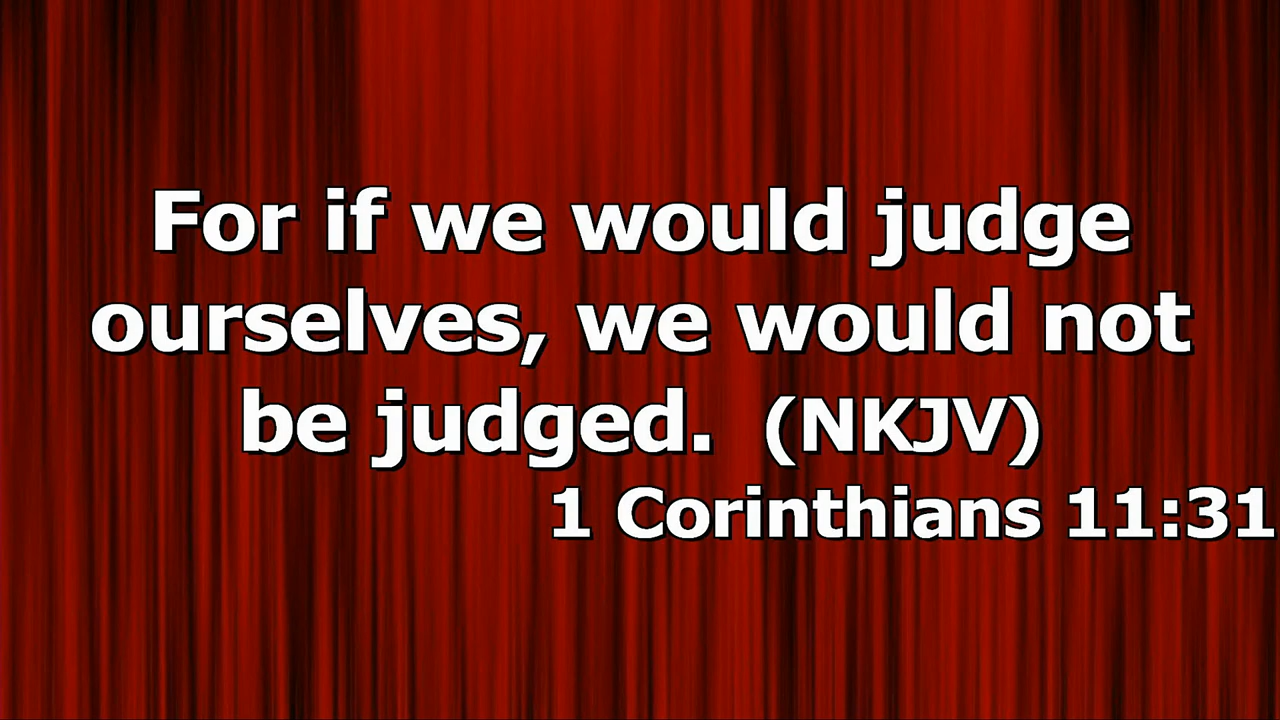 For if we would judge
ourselves, we would not
be judged.  (NKJV)
1 Corinthians 11:31